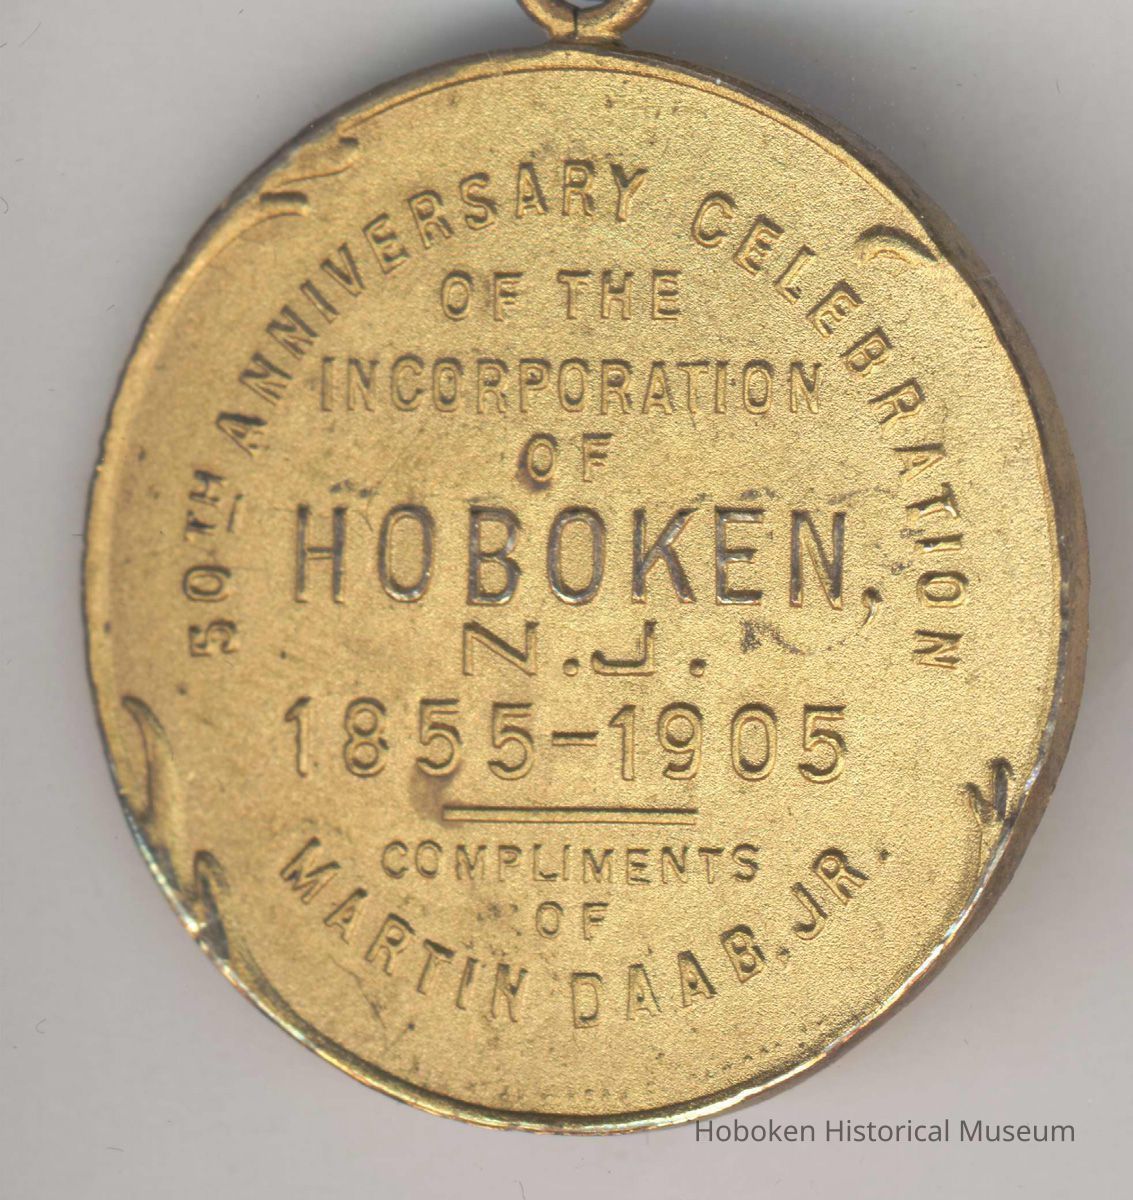 50TH ANNIVERSARY CELEBRATION
OF THE
INCORPORATION
OF
HOBOKEN,
N.J.
1855-1905
COMPLIMENTS
OF
MARTIN DAAB. JR.
Hoboken Historical Museum